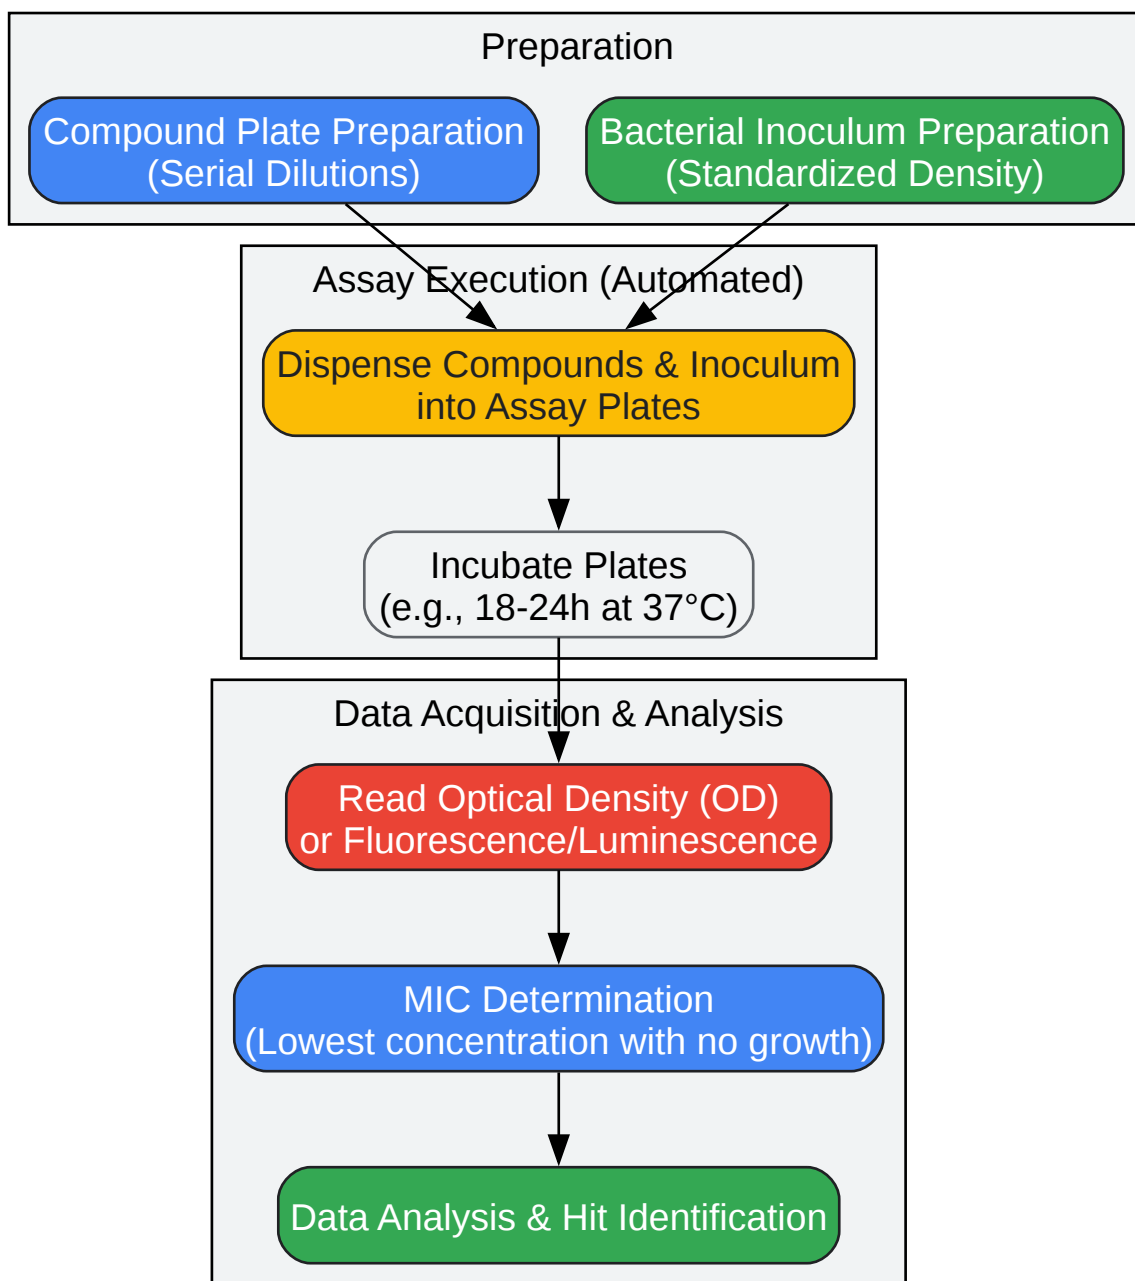 Preparation
Compound Plate Preparation
(Serial Dilutions)
Bacterial Inoculum Preparation
(Standardized Density)
Assay Execution (Automated)
Dispense Compounds & Inoculum
into Assay Plates
Incubate Plates
(e.g., 18-24h at 37°C)
Data Acquisition & Analysis
Read Optical Density (OD)
or Fluorescence/Luminescence
MIC Determination
(Lowest concentration with no growth)
Data Analysis & Hit Identification